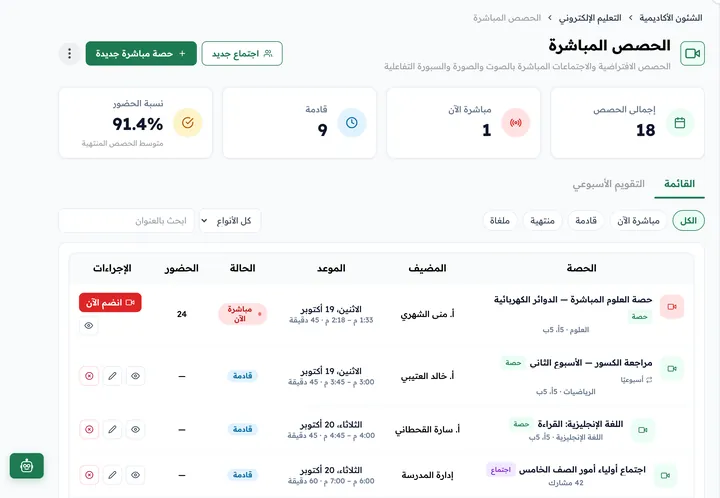 الشئون الأكاديمية › التعليم الإلكتروني › الحصص المباشرة
الحصص المباشرة
الحصص الافتراضية والاجتماعات المباشرة بالصوت والصورة والسبورة التفاعلية
اجتماع جديد
+ حصة مباشرة جديدة
إجمالي الحصص
18
مباشرة الآن
1
قادمة
9
نسبة الحضور
91.4%
متوسط الحصص المنتهية
القائمة
التقويم الأسبوعي
الكل
مباشرة الآن
قادمة
منتهية
ملغاة
كل الأنواع
ابحث بالعنوان
الحصة المضيف الموعد الحالة الحضور الإجراءات
حصة العلوم المباشرة — الدوائر الكهربائية
حصة
العلوم · 5أ، 5ب
أ. منى الشهري
الاثنين، 19 أكتوبر
1:33 م – 2:18 م · 45 دقيقة
مباشرة الآن
24
انضم الآن
مراجعة الكسور — الأسبوع الثاني حصة
أسبوعيًا
الرياضيات · 5أ، 5ب
أ. خالد العتيبي
الاثنين، 19 أكتوبر
3:00 م – 3:45 م · 45 دقيقة
قادمة
—
اللغة الإنجليزية: القراءة حصة
اللغة الإنجليزية · 5أ، 5ب
أ. سارة القحطاني
الثلاثاء، 20 أكتوبر
4:00 م – 4:45 م · 45 دقيقة
قادمة
—
اجتماع أولياء أمور الصف الخامس اجتماع
42 مشارك
إدارة المدرسة
الثلاثاء، 20 أكتوبر
6:00 م – 7:00 م · 60 دقيقة
قادمة
—